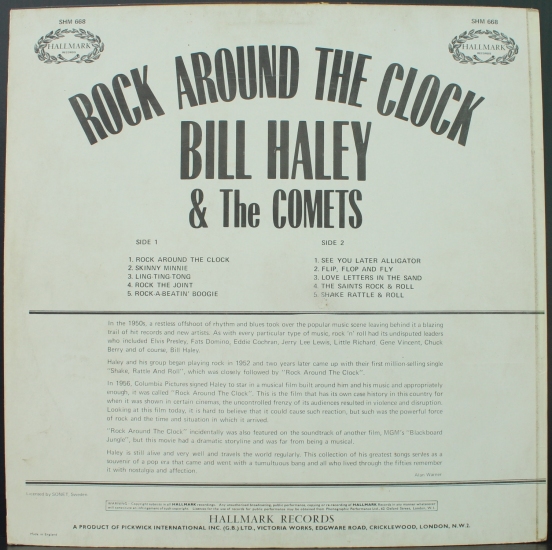 SHM 668
SHM 668
HALLMARK
RECORDS
HALLMARK
RECORDS
ROCK AROUND THE CLOCK
BILL HALEY
& The COMETS
SIDE 1
1. ROCK AROUND THE CLOCK
2. SKINNY MINNIE
3. LING-TING-TONG
4. ROCK THE JOINT
5. ROCK-A-BEATIN' BOOGIE
SIDE 2
1. SEE YOU LATER ALLIGATOR
2. FLIP, FLOP AND FLY
3. LOVE LETTERS IN THE SAND
4. THE SAINTS ROCK & ROLL
5. SHAKE RATTLE & ROLL
In the 1950s, a restless offshoot of rhythm and blues took over the popular music scene leaving behind it a blazing
trail of hit records and new artists. As with every particular type of music, rock 'n' roll had its undisputed leaders
who included Elvis Presley, Fats Domino, Eddie Cochran, Jerry Lee Lewis, Little Richard, Gene Vincent, Chuck
Berry and of course, Bill Haley.
Haley and his group began playing rock in 1952 and two years later came up with their first million-selling single
"Shake, Rattle And Roll", which was closely followed by "Rock Around The Clock".
In 1956, Columbia Pictures signed Haley to star in a musical film built around him and his music and appropriately
enough, it was called "Rock Around The Clock". This is the film that has its own case history in this country for
when it was shown in certain cinemas, the uncontrolled frenzy of its audiences resulted in violence and disruption.
Looking at this film today, it is hard to believe that it could cause such reaction, but such was the powerful force
of rock and the time and situation in which it arrived.
"Rock Around The Clock" incidentally was also featured on the soundtrack of another film, MGM's "Blackboard
Jungle", but this movie had a dramatic storyline and was far from being a musical.
Haley is still alive and very well and travels the world regularly. This collection of his greatest songs serves as a
souvenir of a pop era that came and went with a tumultuous bang and all who lived through the fifties remember
it with nostalgia and affection.
Alan Warner
HALLMARK RECORDS
A PRODUCT OF PICKWICK INTERNATIONAL INC. (G.B.) LTD., VICTORIA WORKS, EDGWARE ROAD, CRICKLEWOOD, LONDON, N.W.2.
Made in England